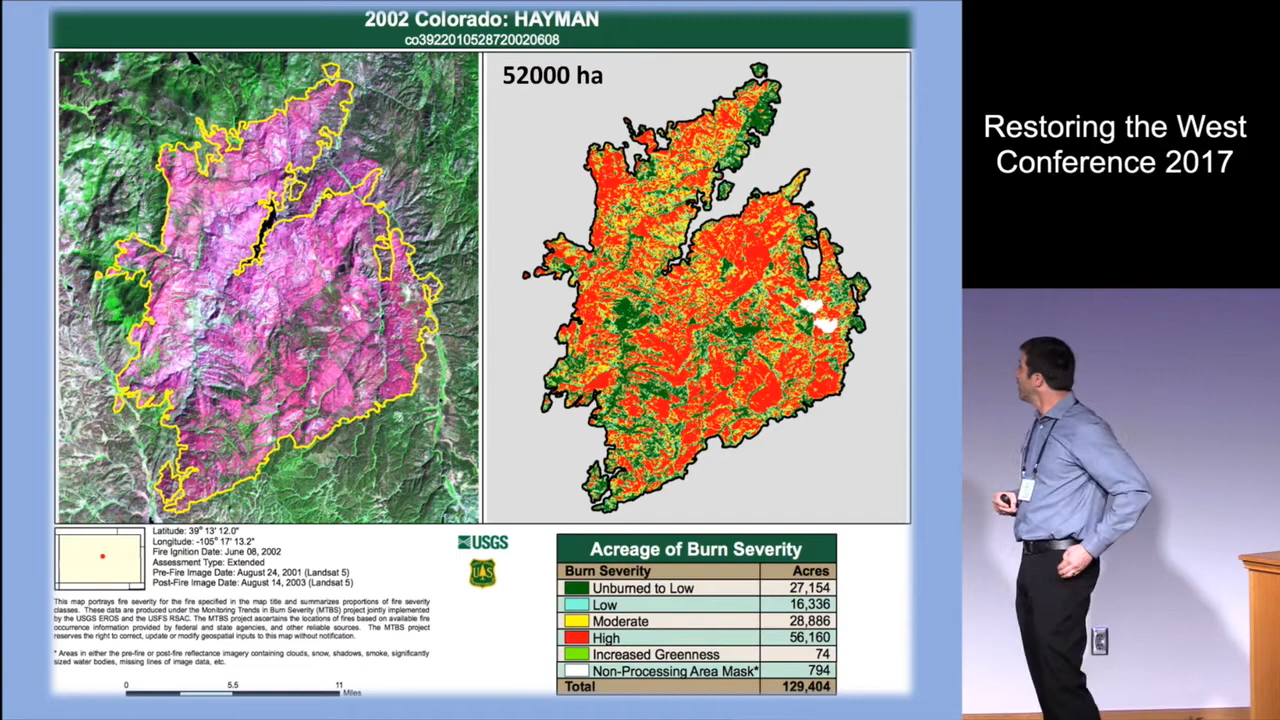 2002 Colorado: HAYMAN
co3922010528720020608
52000 ha
Restoring the West
Conference 2017
Latitude: 39° 13' 12.0"
Longitude: -105° 17' 13.2"
Fire Ignition Date: June 08, 2002
Assessment Type: Extended
Pre-Fire Image Date: August 24, 2001 (Landsat 5)
Post-Fire Image Date: August 14, 2003 (Landsat 5)
USGS
This map portrays fire severity for the fire specified in the map title and summarizes proportions of fire severity
classes. These data are produced under the Monitoring Trends in Burn Severity (MTBS) project jointly implemented
by the USGS EROS and the USFS RSAC. The MTBS project ascertains the locations of fires based on available fire
occurrence information provided by federal and state agencies, and other reliable sources. The MTBS project
reserves the right to correct, update or modify geospatial inputs to this map without notification.
* Areas in either the pre-fire or post-fire reflectance imagery containing clouds, snow, shadows, smoke, significantly
sized water bodies, missing lines of image data, etc.
0 5.5 11
Miles
Acreage of Burn Severity
Burn Severity Acres
Unburned to Low 27,154
Low 16,336
Moderate 28,886
High 56,160
Increased Greenness 74
Non-Processing Area Mask* 794
Total 129,404